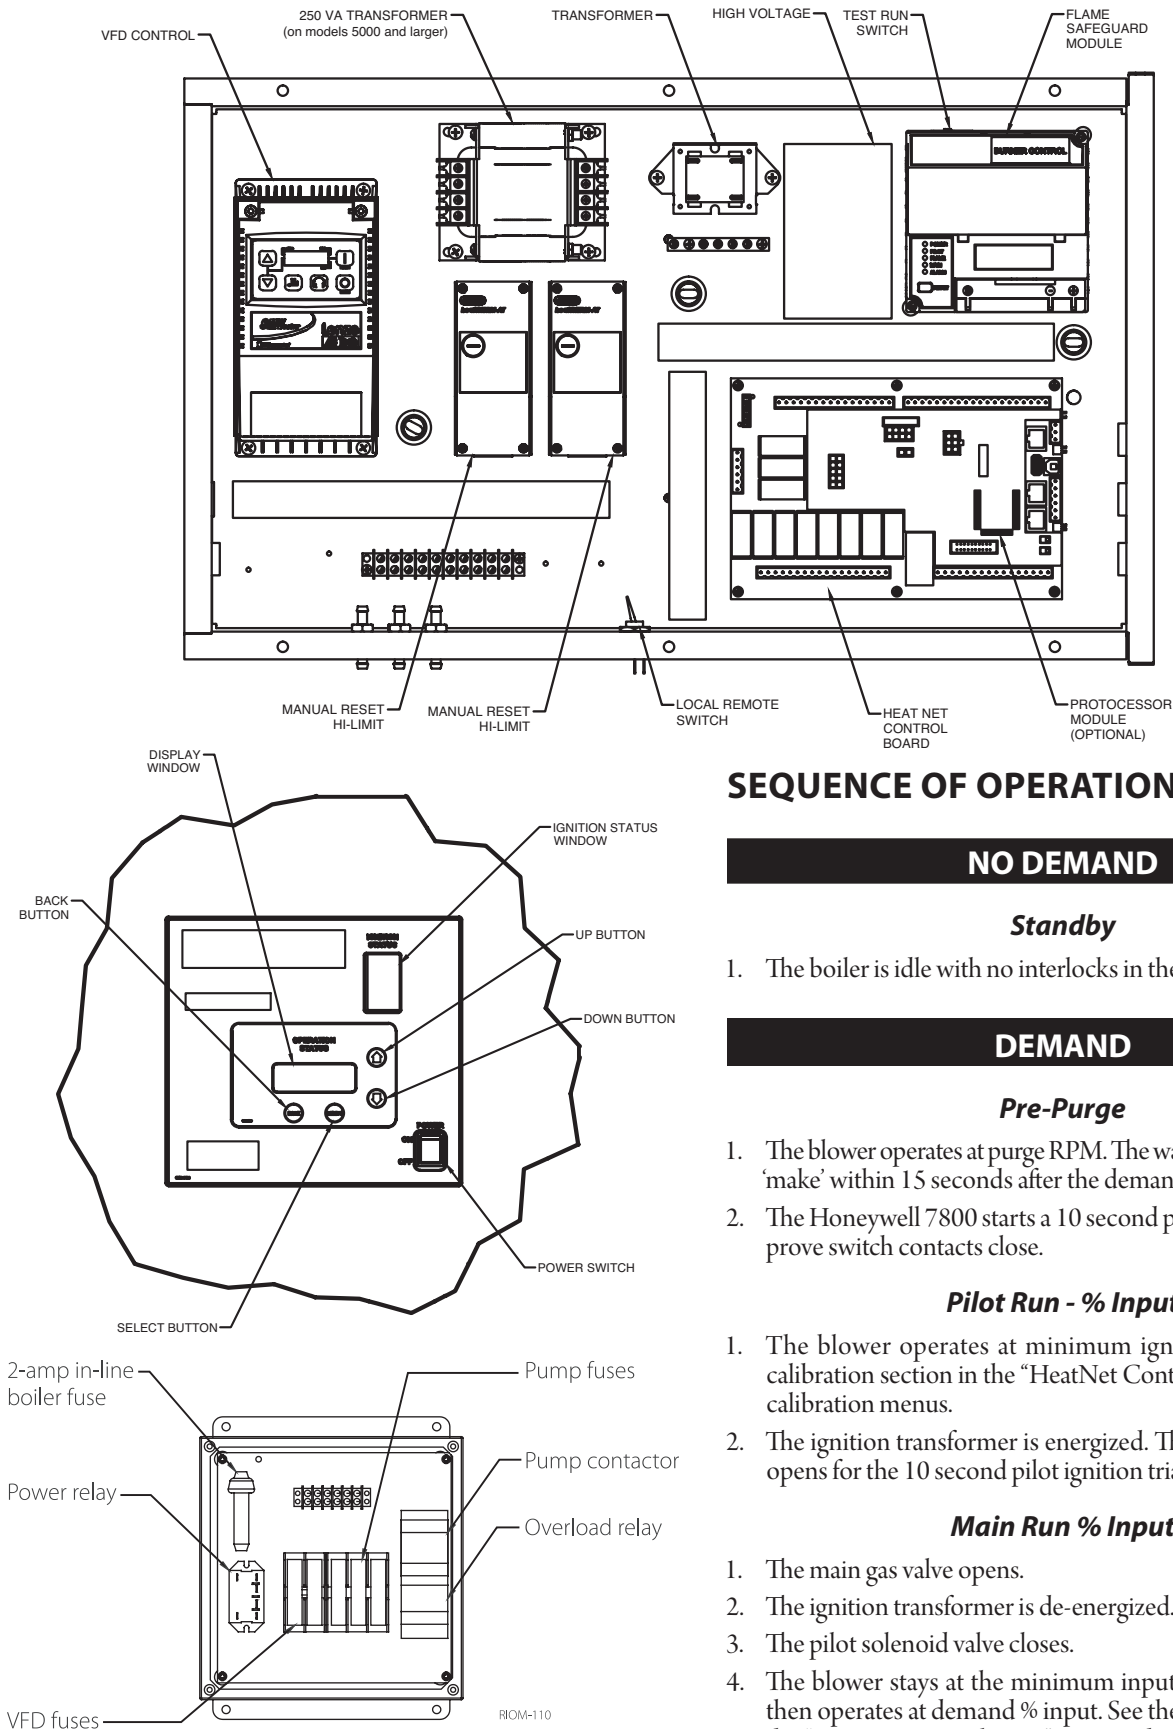 250 VA TRANSFORMER
(on models 5000 and larger)
TRANSFORMER
HIGH VOLTAGE
TEST RUN
SWITCH
FLAME
SAFEGUARD
MODULE
VFD CONTROL
BURNER CONTROL
MANUAL RESET
HI-LIMIT
MANUAL RESET
HI-LIMIT
LOCAL REMOTE
SWITCH
HEAT NET
CONTROL
BOARD
PROTOCESSOR
MODULE
(OPTIONAL)
DISPLAY
WINDOW
IGNITION STATUS
WINDOW
BACK
BUTTON
UP BUTTON
DOWN BUTTON
IGNITION
STATUS
OPERATION
STATUS
POWER
ON
OFF
POWER SWITCH
SELECT BUTTON
2-amp in-line
boiler fuse
Pump fuses
Pump contactor
Power relay
Overload relay
VFD fuses
RIOM-110
SEQUENCE OF OPERATION
NO DEMAND
Standby
1. The boiler is idle with no interlocks in the
DEMAND
Pre-Purge
1. The blower operates at purge RPM. The
‘make’ within 15 seconds after the
2. The Honeywell 7800 starts a 10 second
prove switch contacts close.
Pilot Run - % Input
1. The blower operates at minimum
calibration section in the “HeatNet
calibration menus.
2. The ignition transformer is energized.
opens for the 10 second pilot ignition
Main Run % Input
1. The main gas valve opens.
2. The ignition transformer is de-energized.
3. The pilot solenoid valve closes.
4. The blower stays at the minimum input
then operates at demand % input. See the